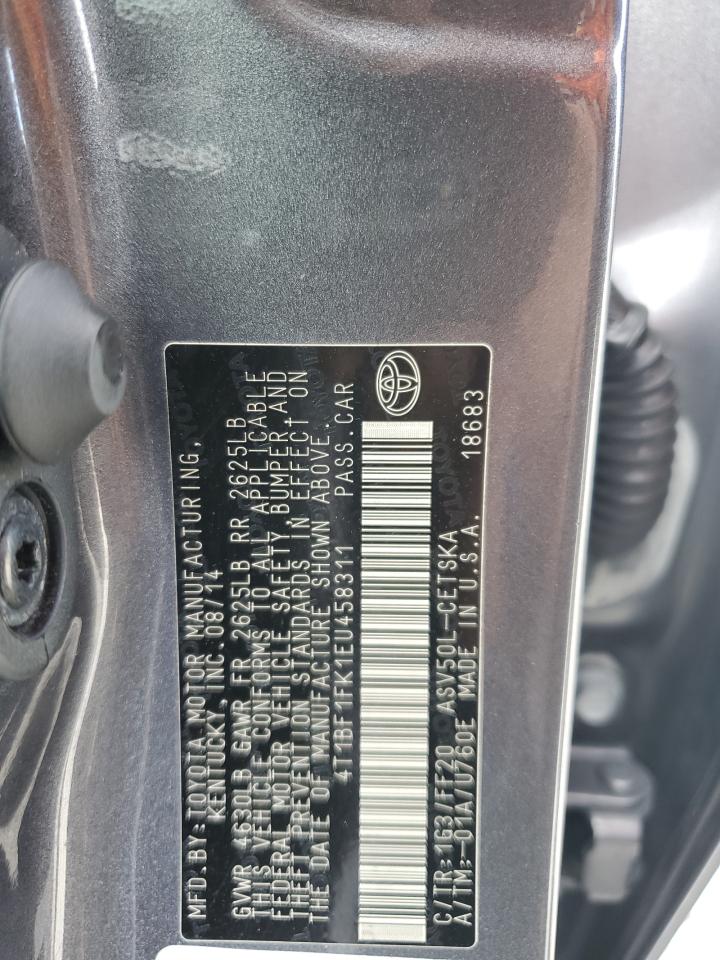 MFD.BY:TOYOTA MOTOR MANUFACTURING,
KENTUCKY INC.08/14
GVWR 4630LB GAWR FR 2625LB RR 2625LB
THIS VEHICLE CONFORMS TO ALL APPLICABLE
FEDERAL MOTOR VEHICLE SAFETY, BUMPER AND
THEFT PREVENTION STANDARDS IN EFFECT ON
THE DATE OF MANUFACTURE SHOWN ABOVE.
4T1BF1FK1EU458311 PASS.CAR
C/TR:1G3/FF20 ASV50L-CETSKA
A/TM:-01A/U760E MADE IN U.S.A. 18683